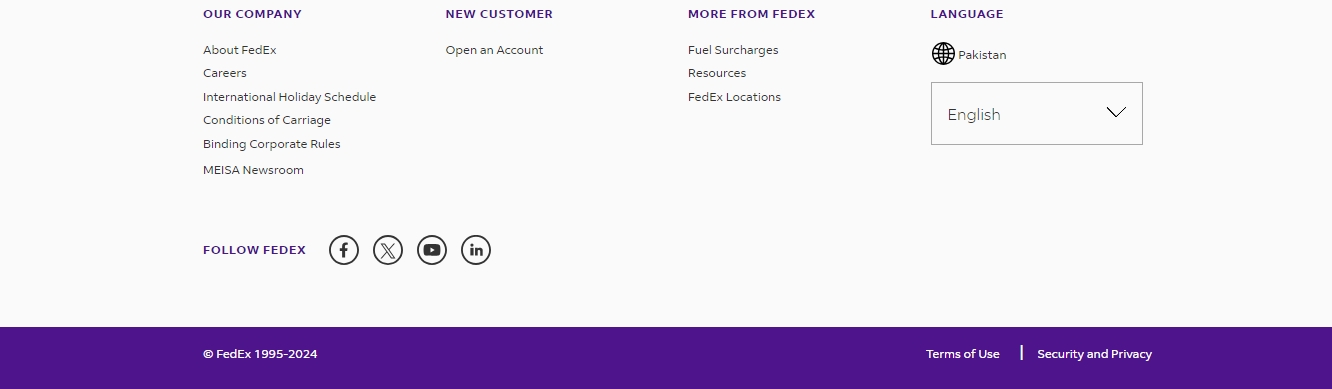 OUR COMPANY
About FedEx
Careers
International Holiday Schedule
Conditions of Carriage
Binding Corporate Rules
MEISA Newsroom
NEW CUSTOMER
Open an Account
MORE FROM FEDEX
Fuel Surcharges
Resources
FedEx Locations
LANGUAGE
Pakistan
English
FOLLOW FEDEX
© FedEx 1995-2024
Terms of Use | Security and Privacy